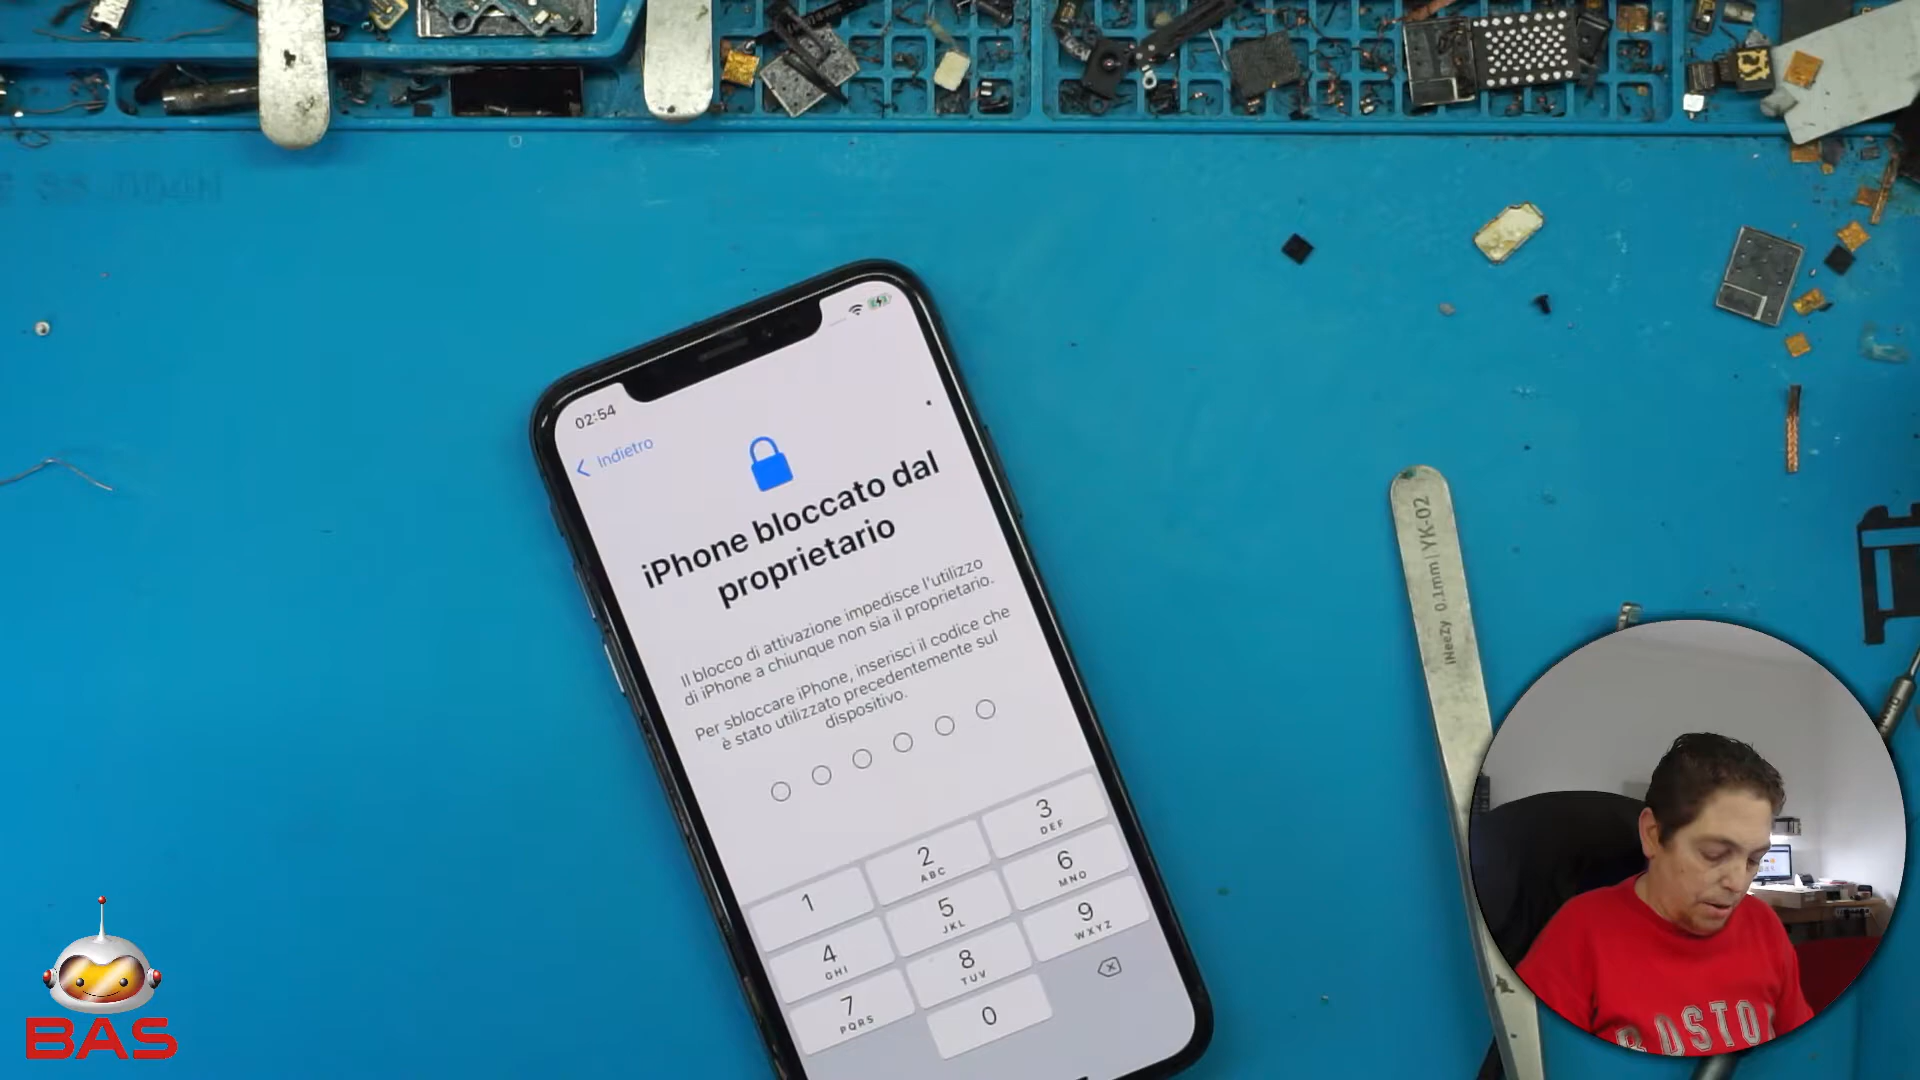 02:54
Indietro
iPhone bloccato dal
proprietario
Il blocco di attivazione impedisce l'utilizzo
di iPhone a chiunque non sia il proprietario.
Per sbloccare iPhone, inserisci il codice che
è stato utilizzato precedentemente sul
dispositivo.
1
2
ABC
3
DEF
4
GHI
5
JKL
6
MNO
7
PQRS
8
TUV
9
WXYZ
0
iNeeZy 0.1mm | YK-02
BAS